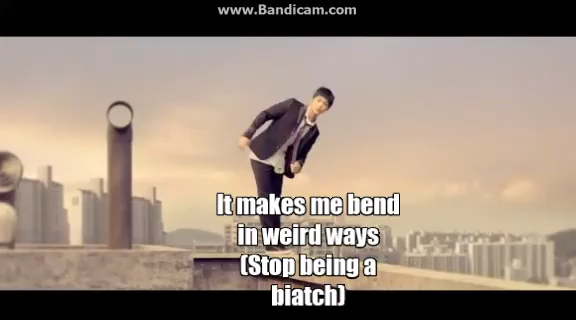 www.Bandicam.com
It makes me bend
in weird ways
(Stop being a
biatch)